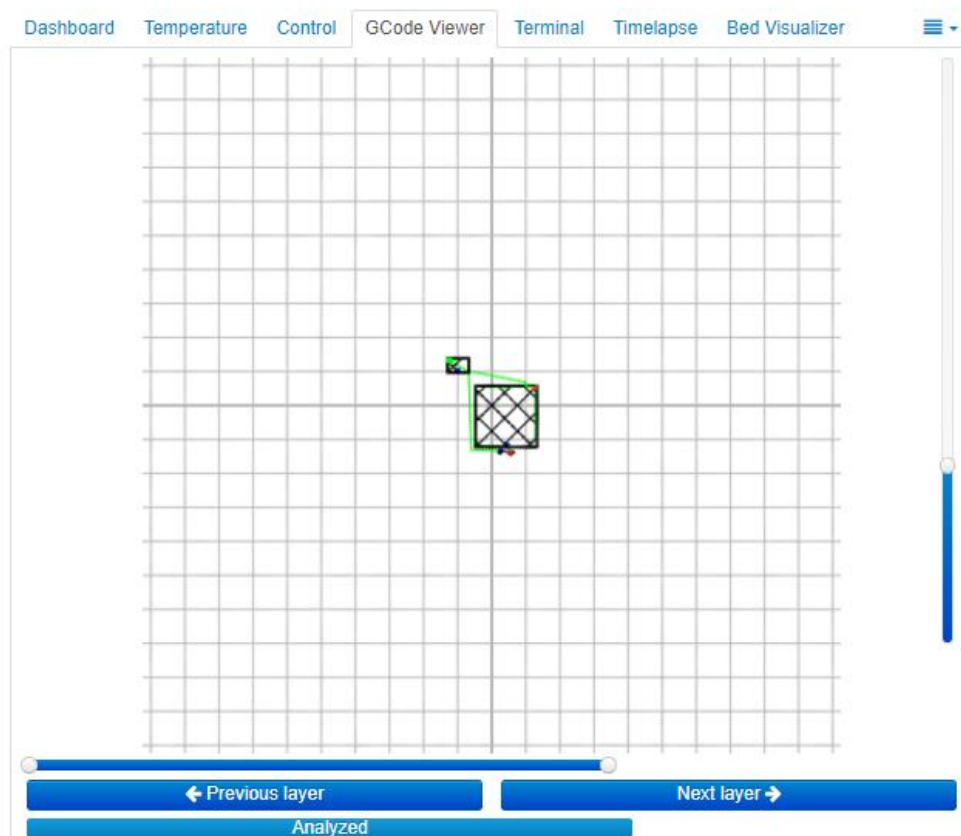 Dashboard Temperature Control GCode Viewer Terminal Timelapse Bed Visualizer
Previous layer Next layer
Analyzed